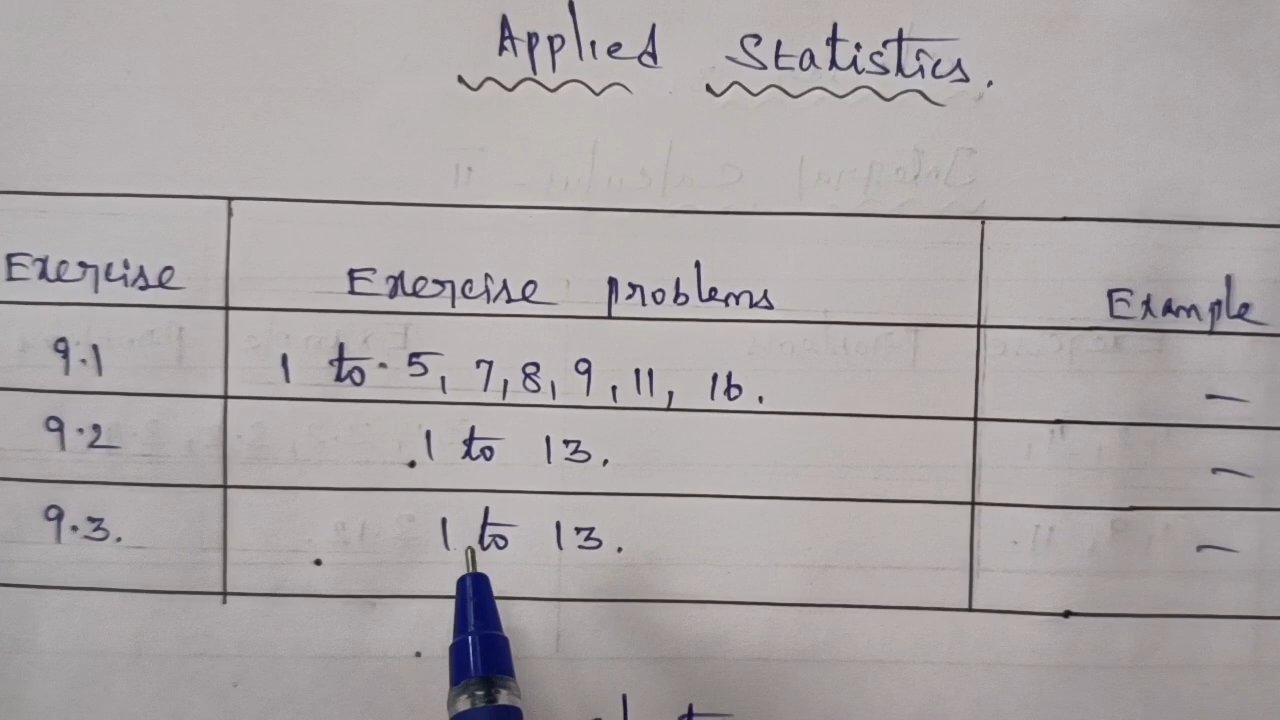 Applied Statistics.
Exercise Exercise problems Example
9.1 1 to 5, 7, 8, 9, 11, 16. –
9.2 1 to 13. –
9.3. 1 to 13. –